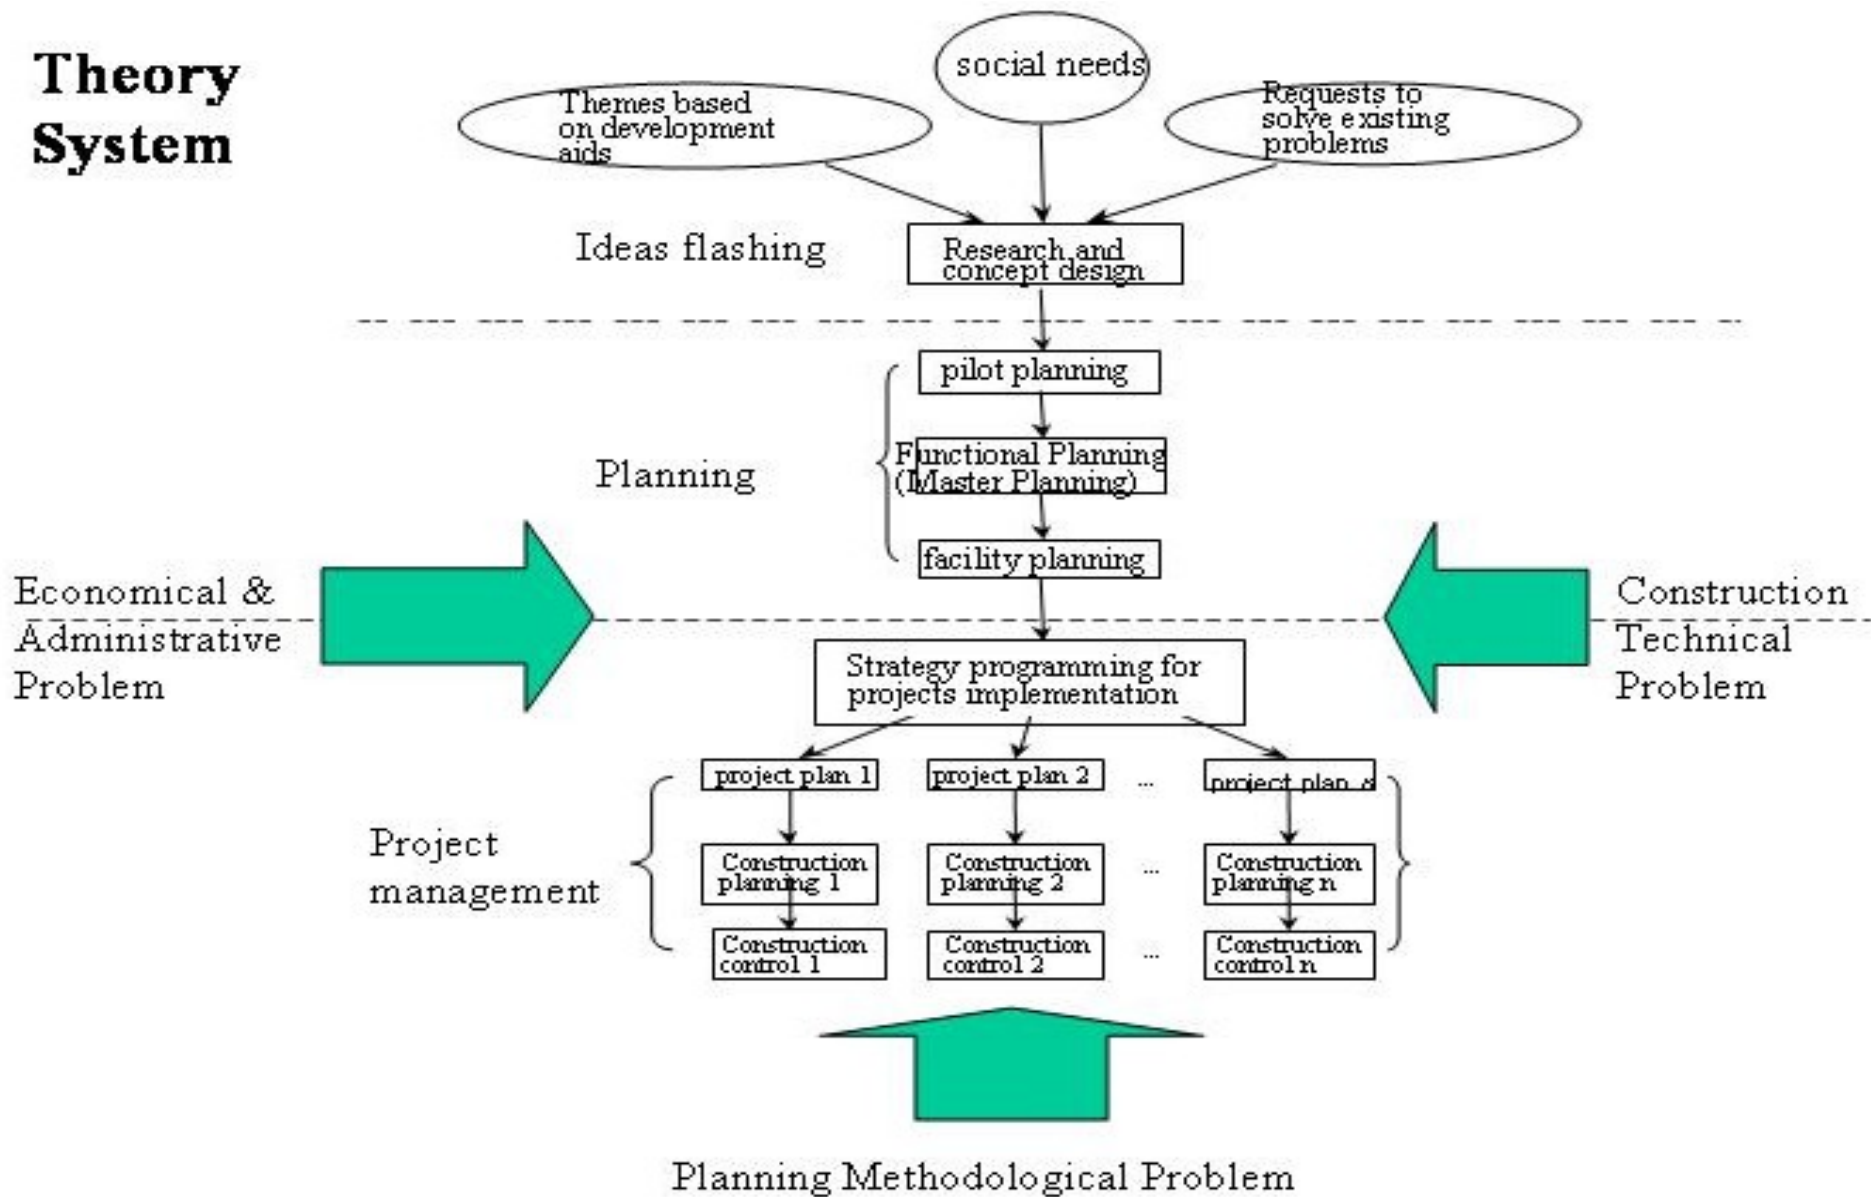 Theory
System
social needs
Themes based
on development
aids
Requests to
solve existing
problems
Ideas flashing
Research and
concept design
pilot planning
Planning
Functional Planning
(Master Planning)
facility planning
Economical &
Administrative
Problem
Construction
Technical
Problem
Strategy programming for
projects implementation
project plan 1
project plan 2
...
project plan
Project
management
Construction
planning 1
Construction
planning 2
...
Construction
planning n
Construction
control 1
Construction
control 2
...
Construction
control n
Planning Methodological Problem